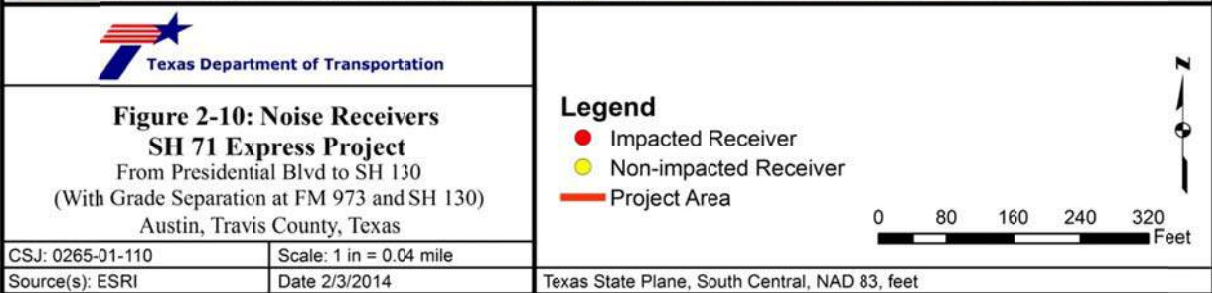 Texas Department of Transportation
Figure 2-10: Noise Receivers
SH 71 Express Project
From Presidential Blvd to SH 130
(With Grade Separation at FM 973 and SH 130)
Austin, Travis County, Texas
CSJ: 0265-01-110
Scale: 1 in = 0.04 mile
Source(s): ESRI
Date 2/3/2014
Legend
Impacted Receiver
Non-impacted Receiver
Project Area
N
0 80 160 240 320
Feet
Texas State Plane, South Central, NAD 83, feet